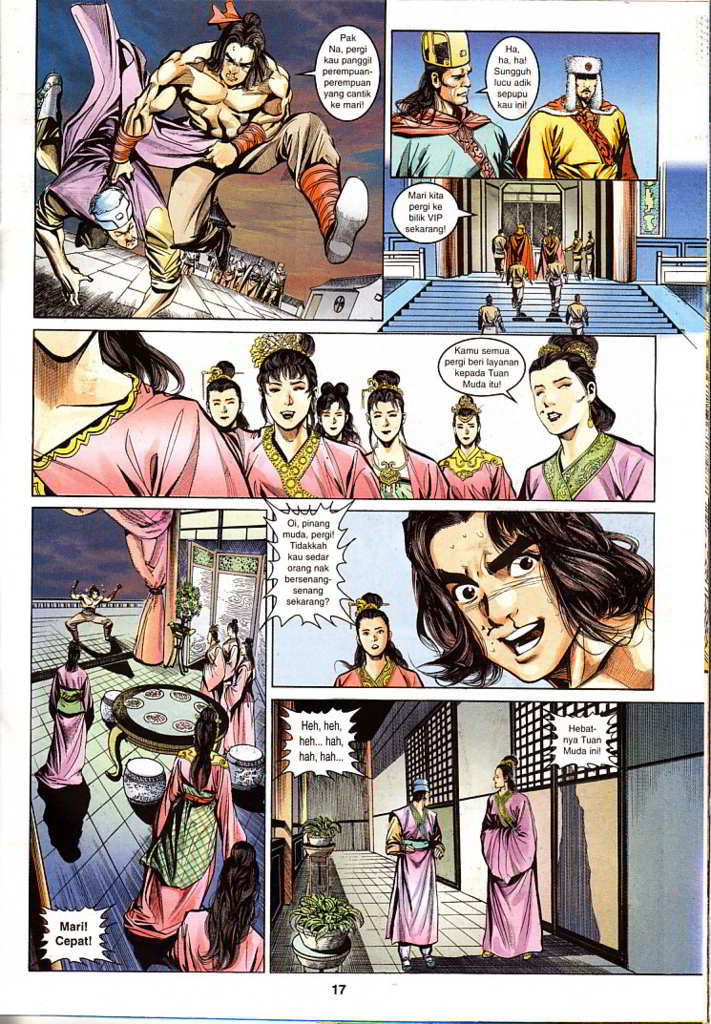 Pak
Na, pergi
kau panggil
perempuan-
perempuan
yang cantik
ke mari!
Ha,
ha, ha!
Sungguh
lucu adik
sepupu
kau ini!
Mari kita
pergi ke
bilik VIP
sekarang!
Kamu semua
pergi beri layanan
kepada Tuan
Muda itu!
Oi, pinang
muda, pergi!
Tidakkah
kau sedar
orang nak
bersenang-
senang
sekarang?
Mari!
Cepat!
Heh, heh,
heh... hah,
hah, hah...
Hebat-
nya Tuan
Muda ini!
17